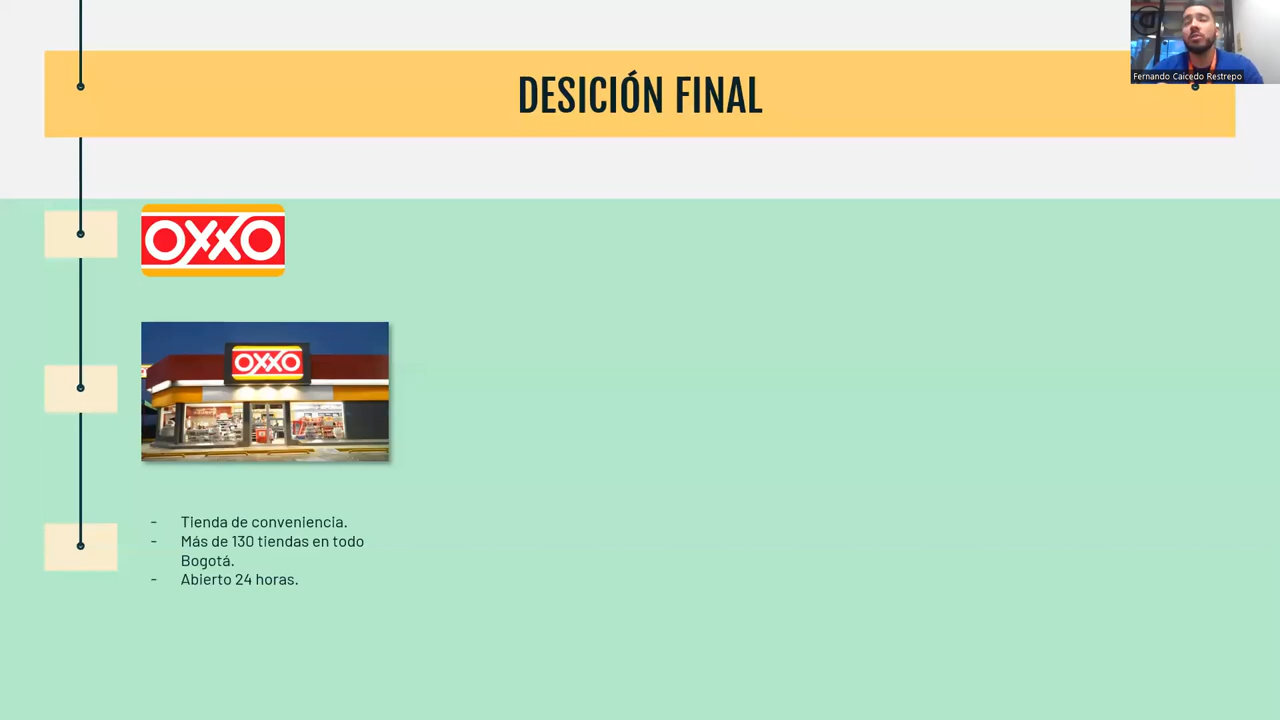 DESICIÓN FINAL
Fernando Caicedo Restrepo
OXXO
OXXO
- Tienda de conveniencia.
- Más de 130 tiendas en todo
Bogotá.
- Abierto 24 horas.